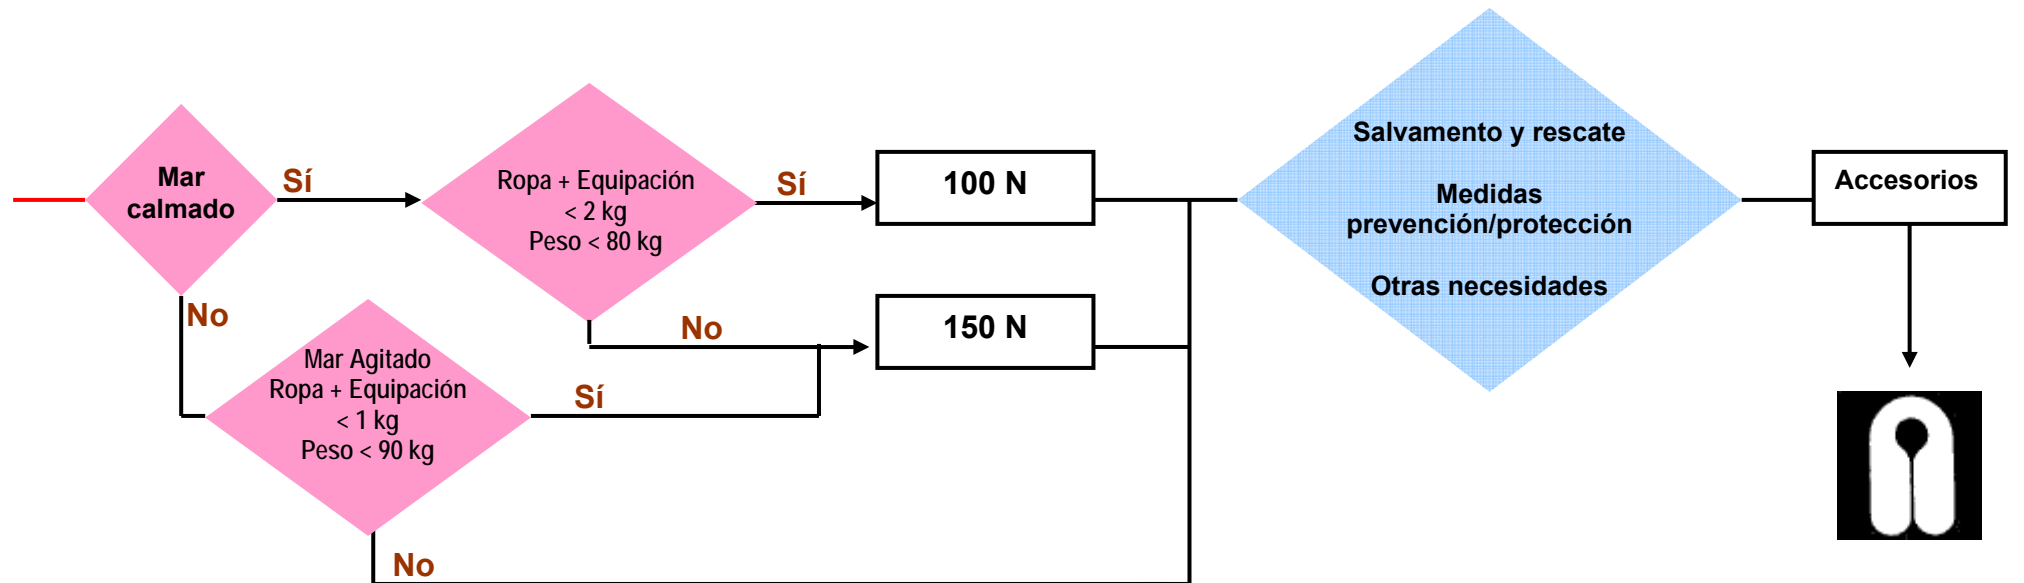 Mar
calmado
Sí
Ropa + Equipación
< 2 kg
Peso < 80 kg
Sí
100 N
Salvamento y rescate
Medidas
prevención/protección
Otras necesidades
Accesorios
No
Mar Agitado
Ropa + Equipación
< 1 kg
Peso < 90 kg
Sí
No
150 N
No